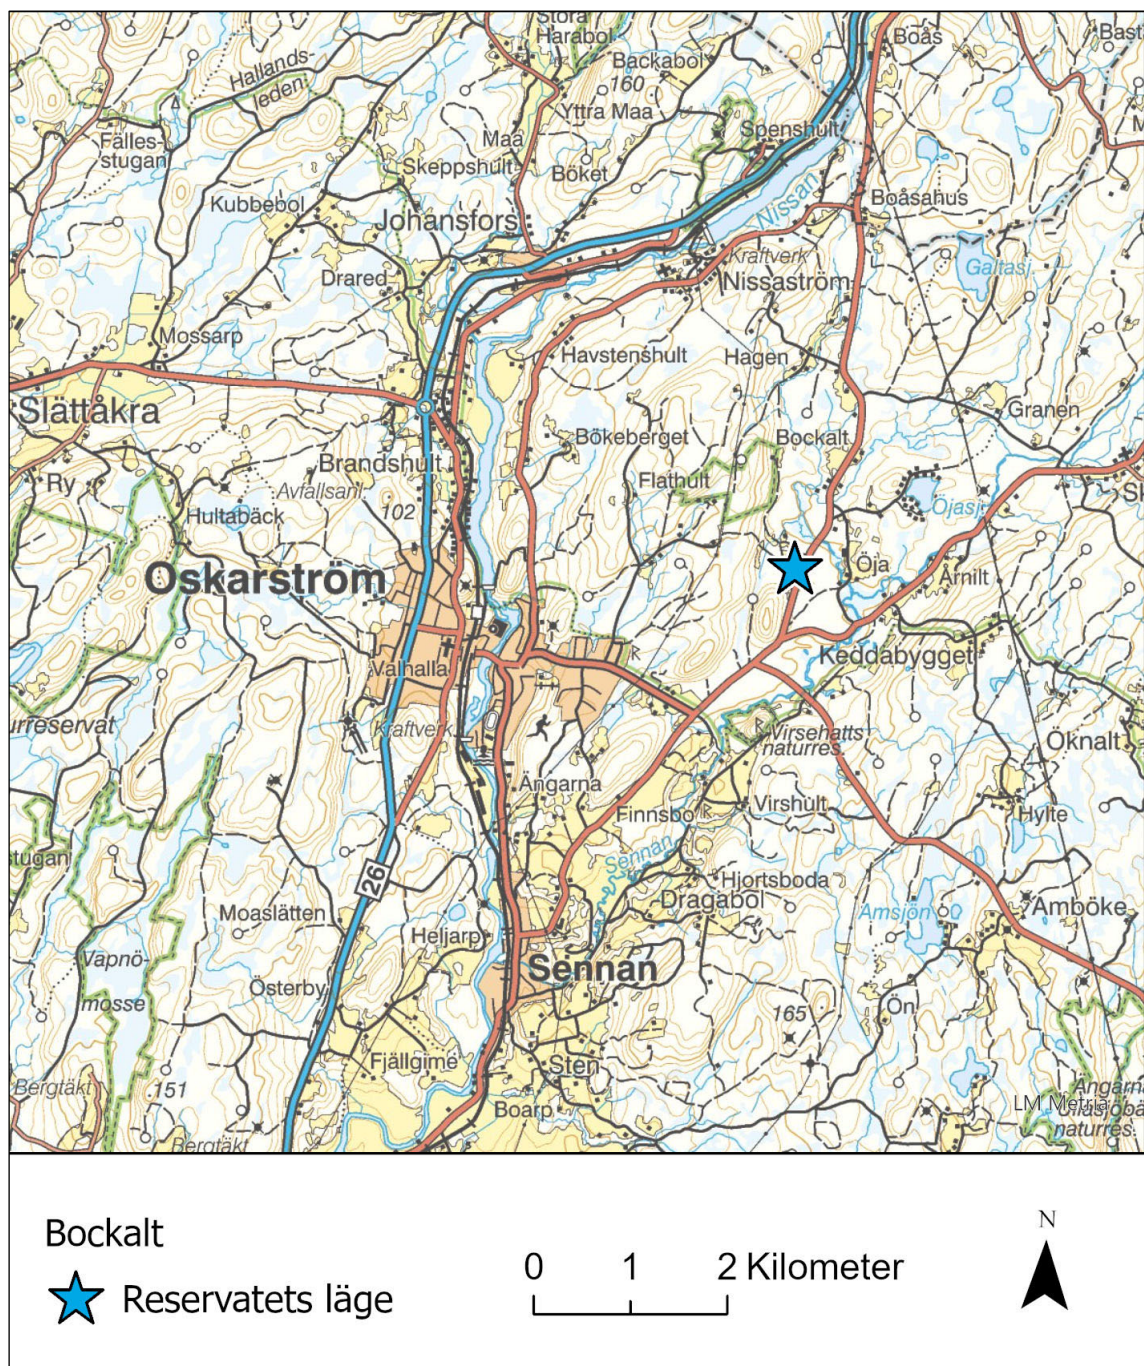 Stora
Harabol
Boås
Bast
Backabol
160
Hallands-
leden
Yttra Maa
Fälles-
stugan
Maa
Spenshult
Skeppshult
Böket
Nissan
Kubbebol
Johansfors
Boåsahus
Kraftverk
Galtasj.
Drared
Nissaström
Mossarp
Havstenshult
Hagen
Slättåkra
Granen
Bökeberget
Bockalt
Brandshult
Ry
Avfallsanl.
Flathult
Öjasj.
Sl
Hultabäck
102
Oskarström
Öja
Årnilt
Valhalla
Keddabygget
urreservat
Kraftverk
Virsehatts
naturres.
Öknalt
Ängarna
Virshult
Finnsbo
Hylte
stugan
Sennan
26
Hjortsboda
Dragabol
Amsjön
Amböke
Moaslätten
Heljarp
Vapnö-
mosse
Sennan
Österby
165
Ön
Fjällgime
Sten
Bergtäkt
151
Boarp
LM Metria
naturres.
Bergtäkt
Bockalt
Reservatets läge
0 1 2 Kilometer
N